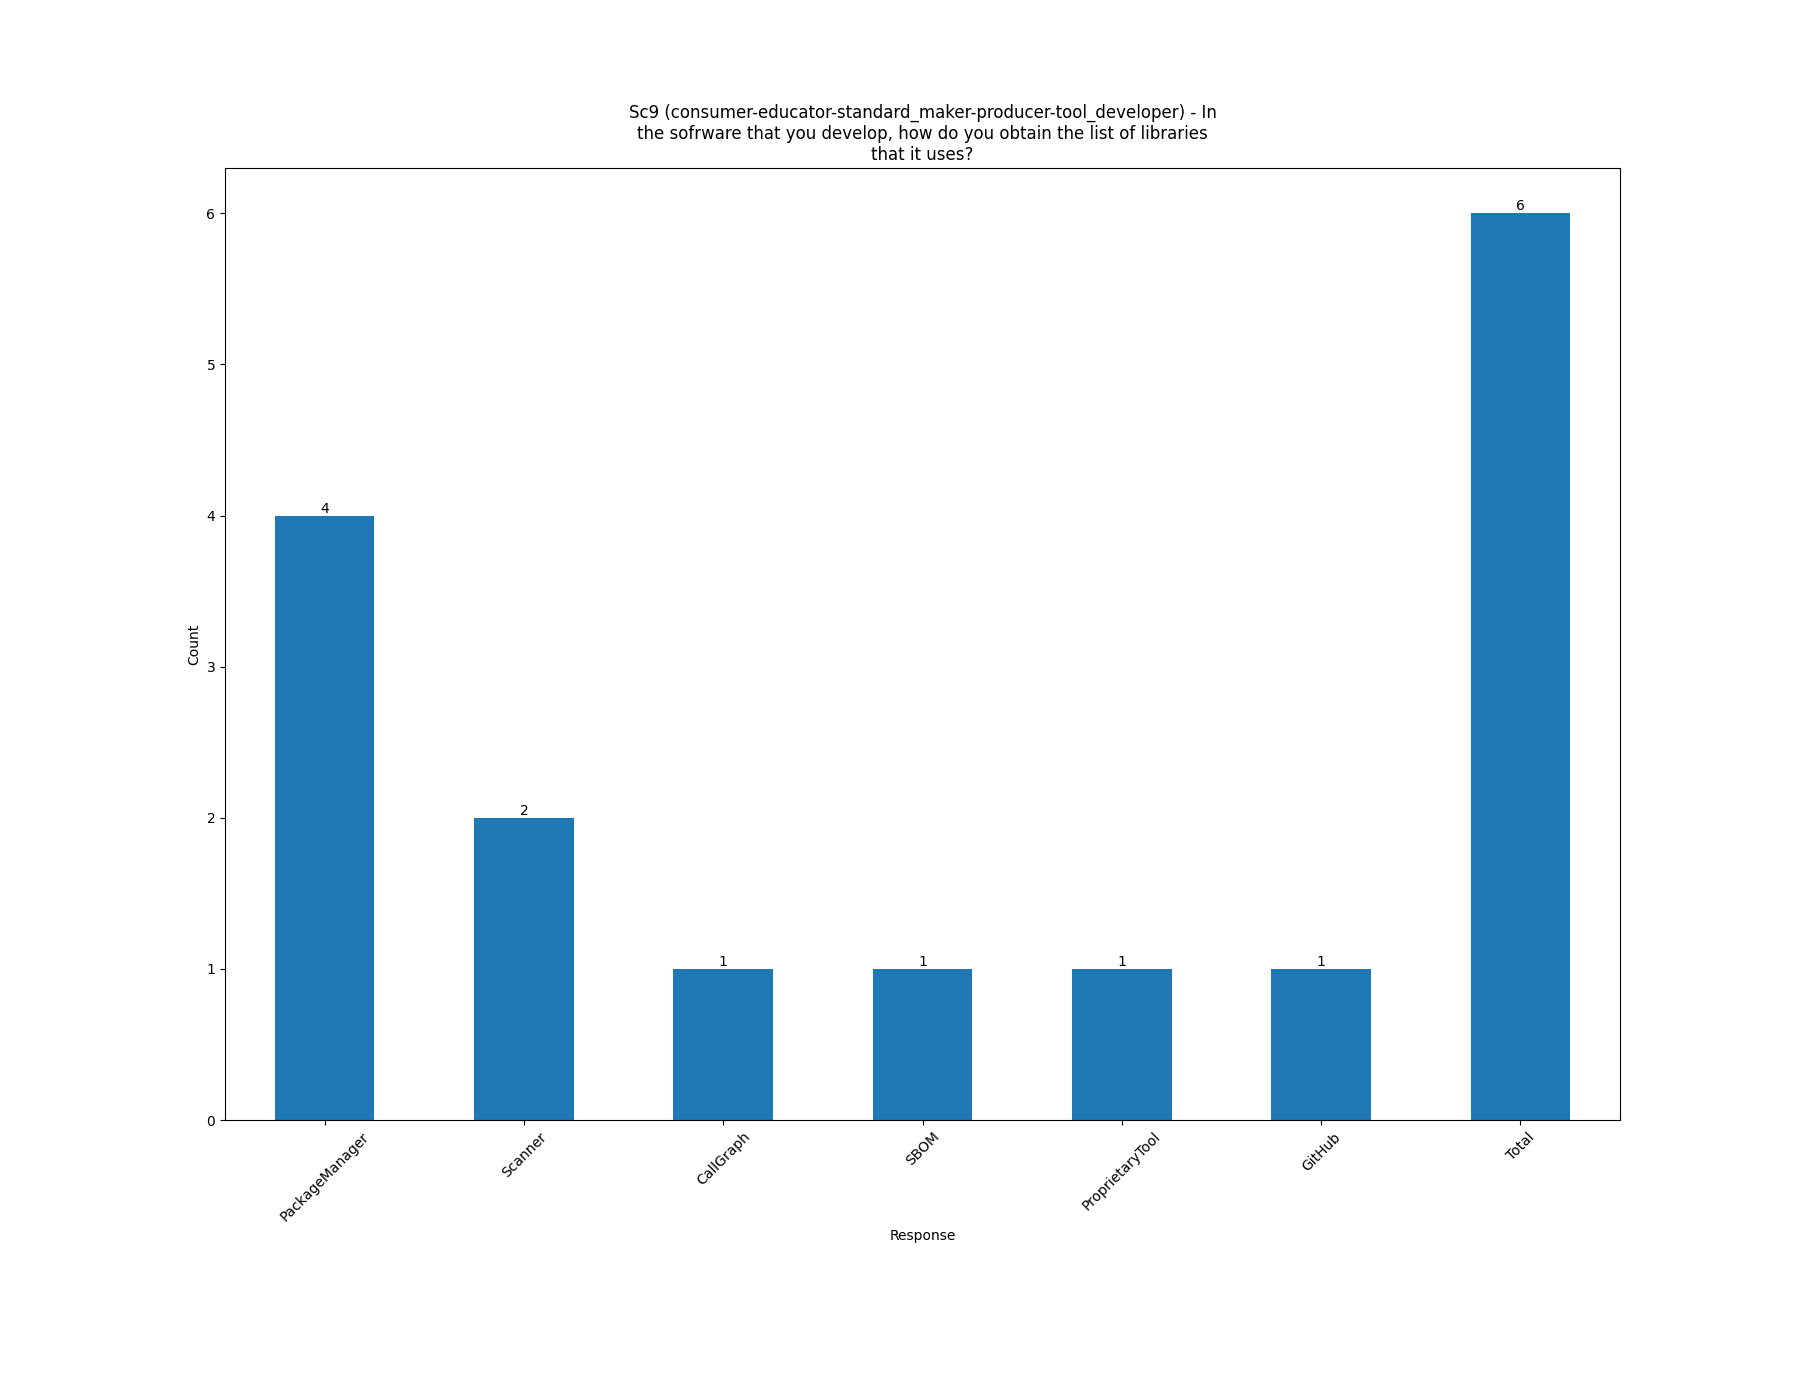 Sc9 (consumer-educator-standard_maker-producer-tool_developer) - In
the sofrware that you develop, how do you obtain the list of libraries
that it uses?
6
5
4
3
2
1
0
Count
4
2
1
1
1
1
6
PackageManager
Scanner
CallGraph
SBOM
ProprietaryTool
GitHub
Total
Response